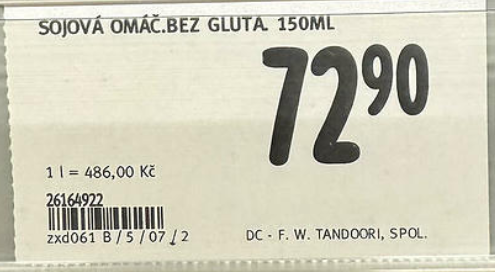 SOJOVÁ OMÁČ.BEZ GLUTA. 150ML
7290
1 l = 486,00 Kč
26164922
zxd061 B / 5 / 07 ↓ 2
DC - F. W. TANDOORI, SPOL.